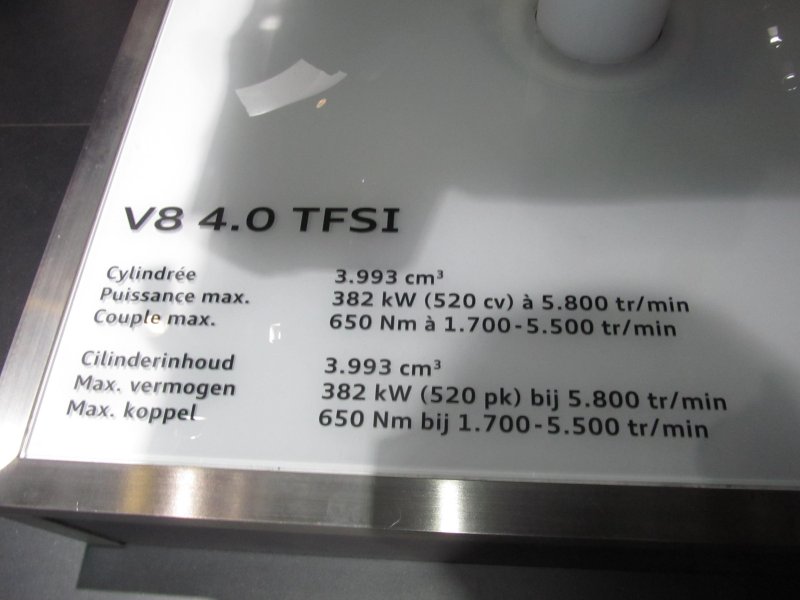 V8 4.0 TFSI
Cylindrée 3.993 cm³
Puissance max. 382 kW (520 cv) à 5.800 tr/min
Couple max. 650 Nm à 1.700-5.500 tr/min
Cilinderinhoud 3.993 cm³
Max. vermogen 382 kW (520 pk) bij 5.800 tr/min
Max. koppel 650 Nm bij 1.700-5.500 tr/min